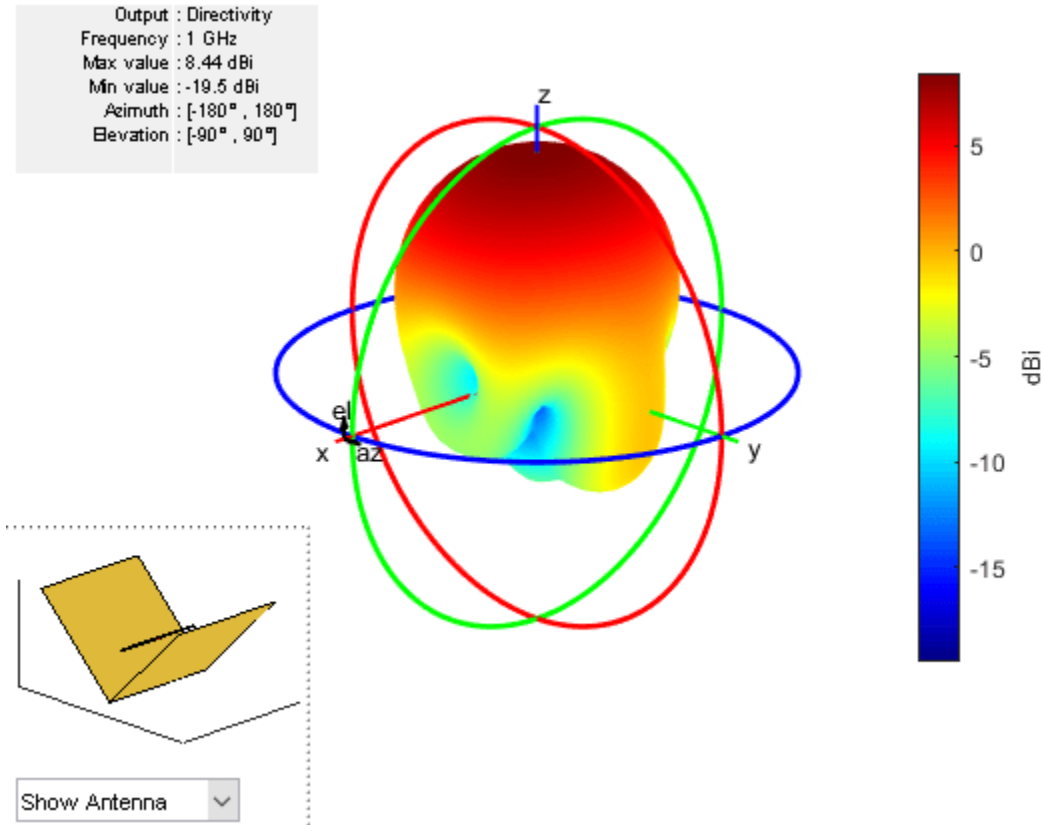 Output : Directivity
Frequency : 1 GHz
Max value : 8.44 dBi
Min value : -19.5 dBi
Azimuth : [-180° , 180°]
Elevation : [-90° , 90°]
z
5
0
-5
dBi
el
x
az
y
-10
-15
Show Antenna